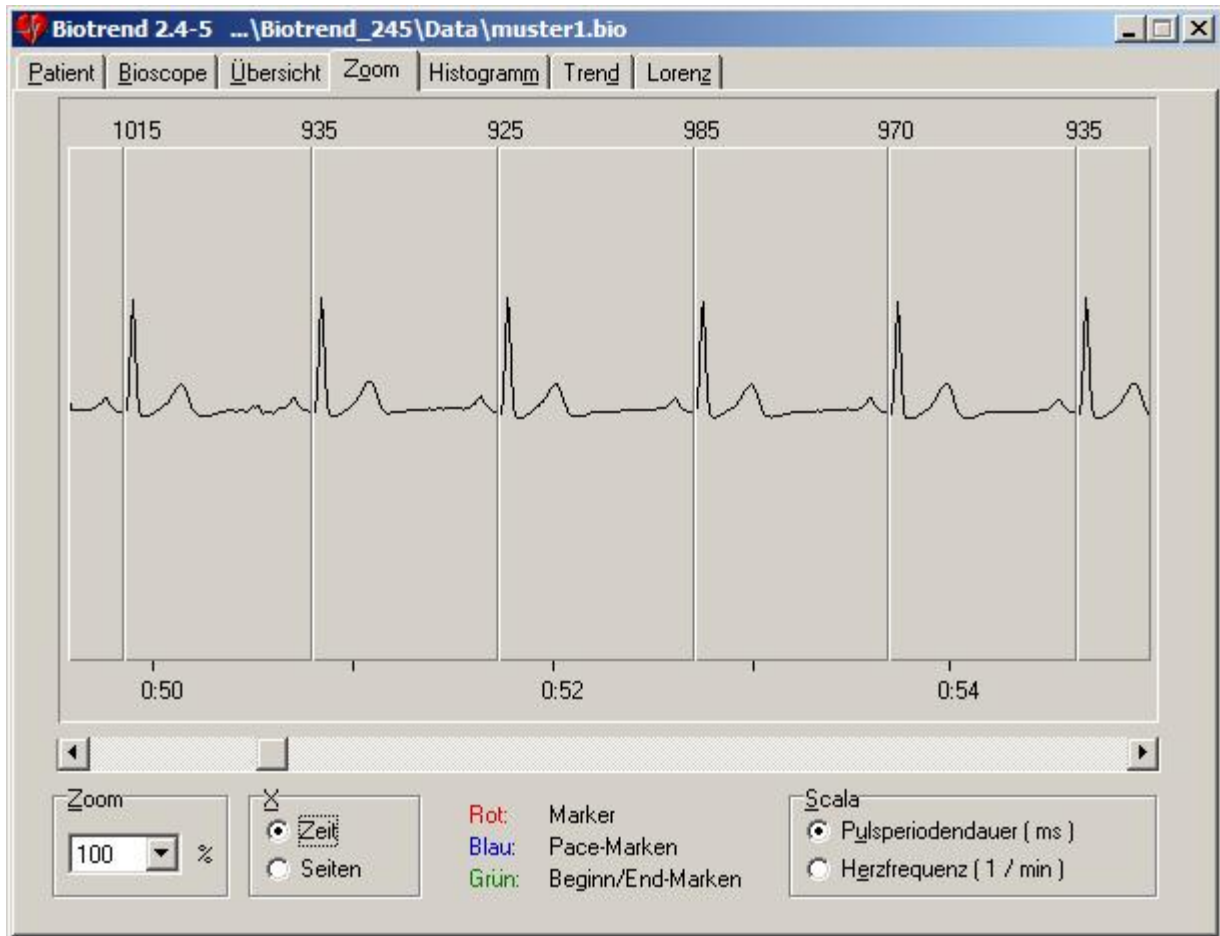 Biotrend 2.4-5 ...\Biotrend_245\Data\muster1.bio
Patient Bioscope Übersicht Zoom Histogramm Trend Lorenz
1015 935 925 985 970 935
0:50 0:52 0:54
Zoom
100 %
X
Zeit
Seiten
Rot: Marker
Blau: Pace-Marken
Grün: Beginn/End-Marken
Scala
Pulsperiodendauer ( ms )
Herzfrequenz ( 1 / min )